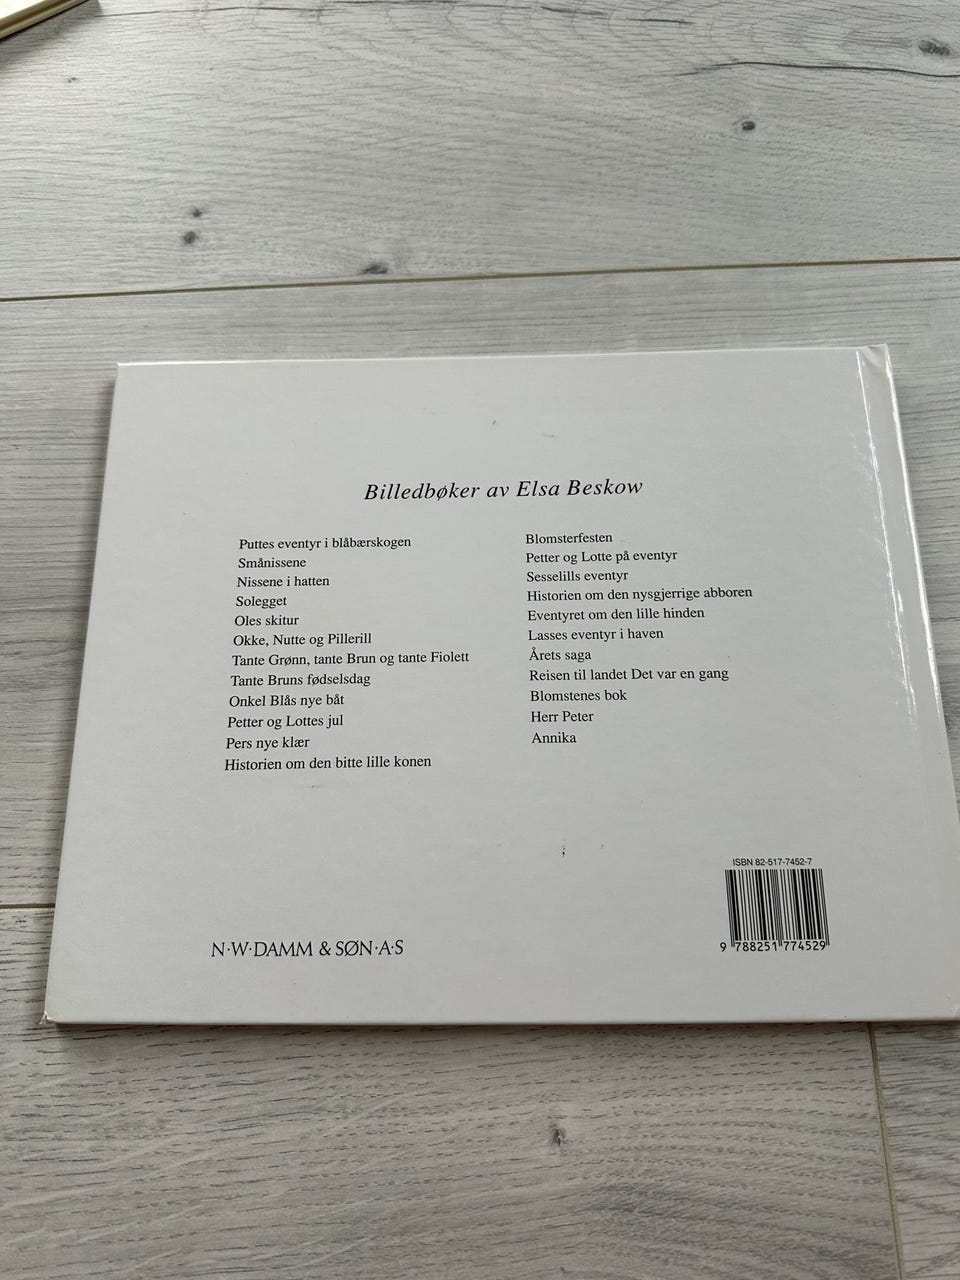 Billedbøker av Elsa Beskow
Puttes eventyr i blåbærskogen
Smånissene
Nissene i hatten
Solegget
Oles skitur
Okke, Nutte og Pillerill
Tante Grønn, tante Brun og tante Fiolett
Tante Bruns fødselsdag
Onkel Blås nye båt
Petter og Lottes jul
Pers nye klær
Historien om den bitte lille konen
Blomsterfesten
Petter og Lotte på eventyr
Sesselills eventyr
Historien om den nysgjerrige abboren
Eventyret om den lille hinden
Lasses eventyr i haven
Årets saga
Reisen til landet Det var en gang
Blomstenes bok
Herr Peter
Annika
ISBN 82-517-7452-7
9 788251 774529
N·W·DAMM & SØN·A·S